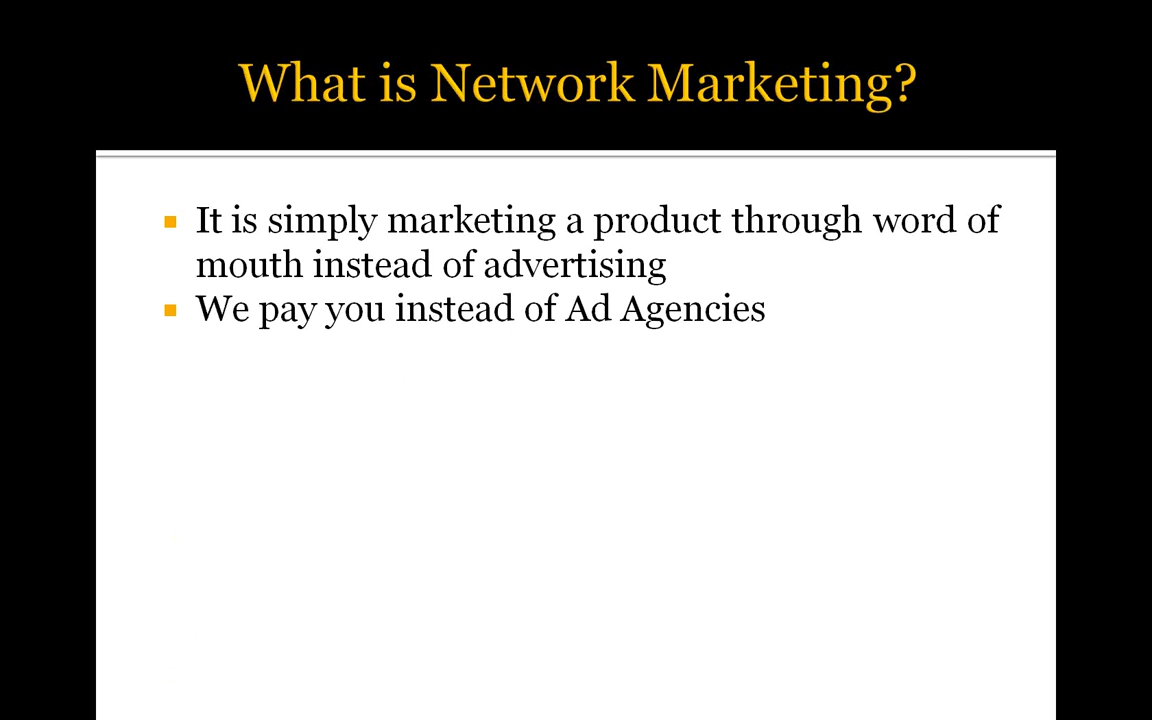 What is Network Marketing?
It is simply marketing a product through word of
mouth instead of advertising
We pay you instead of Ad Agencies